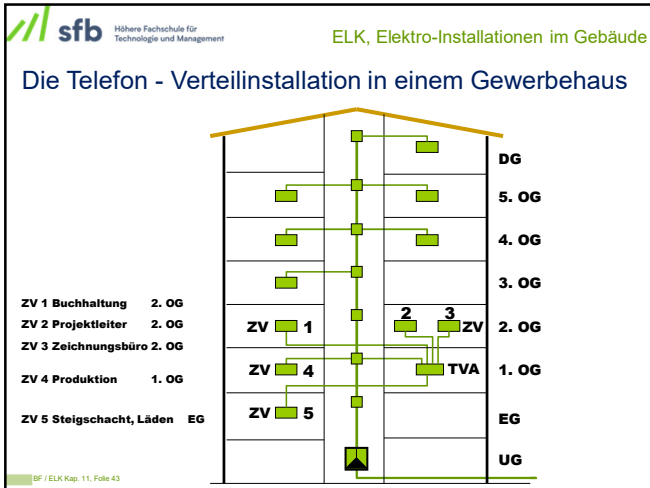 sfb
Höhere Fachschule für
Technologie und Management
ELK, Elektro-Installationen im Gebäude
Die Telefon - Verteilinstallation in einem Gewerbehaus
DG
5. OG
4. OG
3. OG
ZV 1 Buchhaltung 2. OG
ZV 2 Projektleiter 2. OG
ZV 3 Zeichnungsbüro 2. OG
ZV 4 Produktion 1. OG
ZV 5 Steigschacht, Läden EG
ZV 1
2 3 ZV
2. OG
ZV 4
TVA
1. OG
ZV 5
EG
UG
BF / ELK Kap. 11, Folie 43